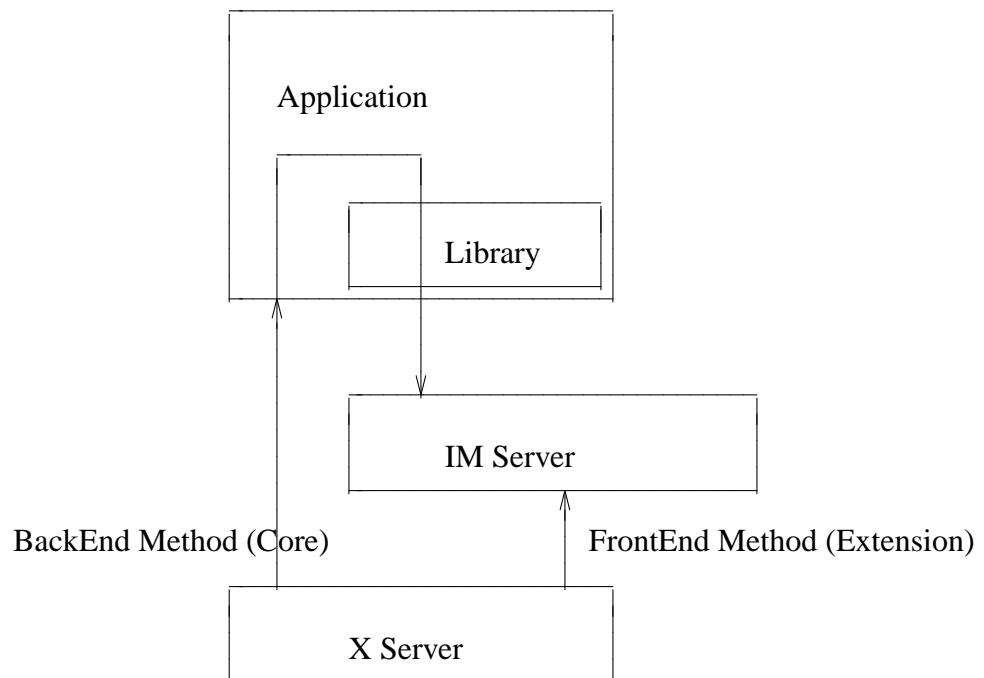 Application
Library
IM Server
BackEnd Method (Core)
FrontEnd Method (Extension)
X Server